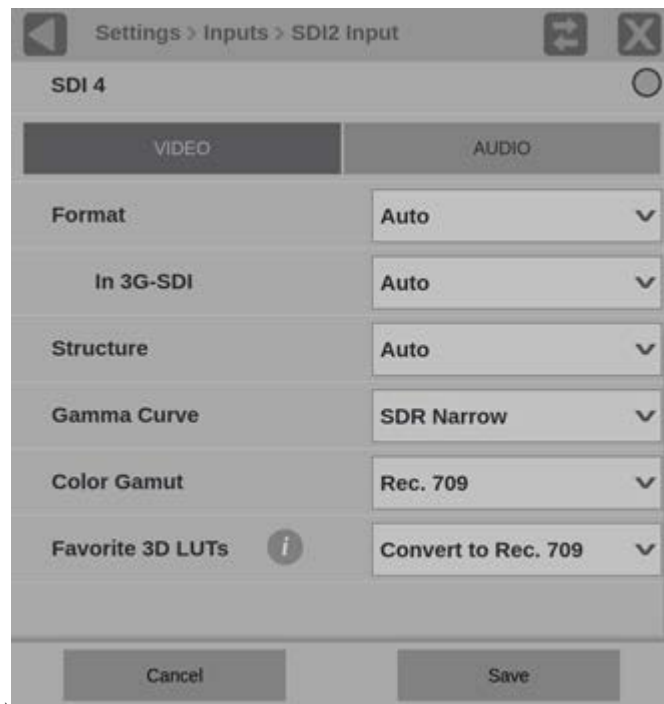 Settings > Inputs > SDI2 Input
SDI 4
VIDEO AUDIO
Format Auto
In 3G-SDI Auto
Structure Auto
Gamma Curve SDR Narrow
Color Gamut Rec. 709
Favorite 3D LUTs i Convert to Rec. 709
Cancel Save